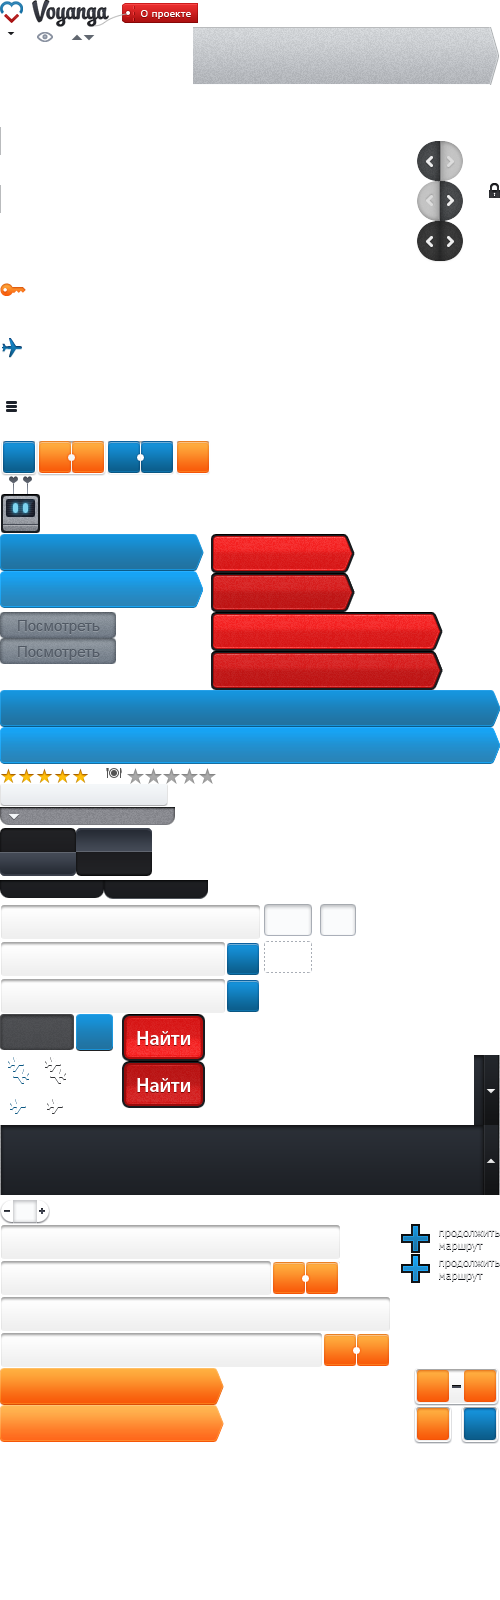 Voyanga
О проекте
Посмотреть
Посмотреть
Найти
Найти
продолжить
маршрут
продолжить
маршрут